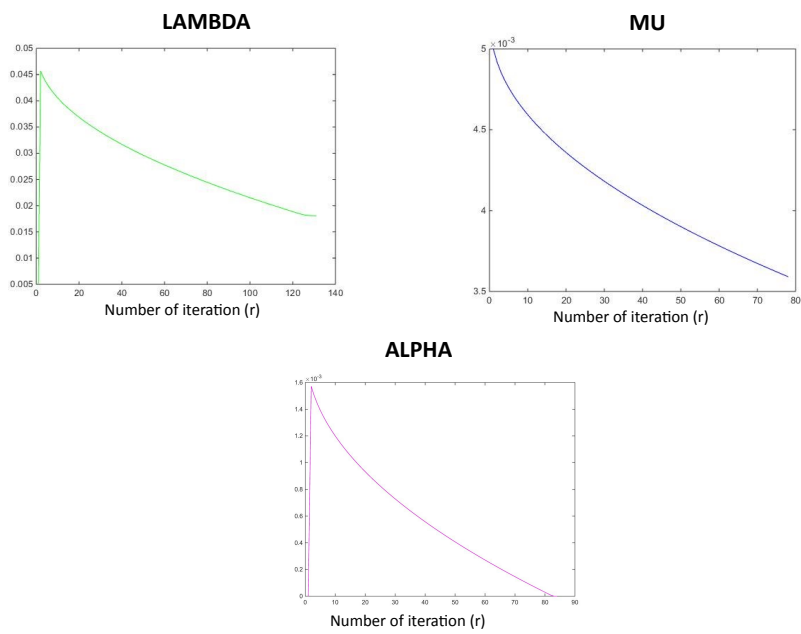 LAMBDA
0.05
0.045
0.04
0.035
0.03
0.025
0.02
0.015
0.01
0.005
0 20 40 60 80 100 120 140
Number of iteration (r)
MU
× 10⁻³
5
4.5
4
3.5
0 10 20 30 40 50 60 70 80
Number of iteration (r)
ALPHA
×10⁻³
1.6
1.4
1.2
1
0.8
0.6
0.4
0.2
0
0 10 20 30 40 50 60 70 80 90
Number of iteration (r)